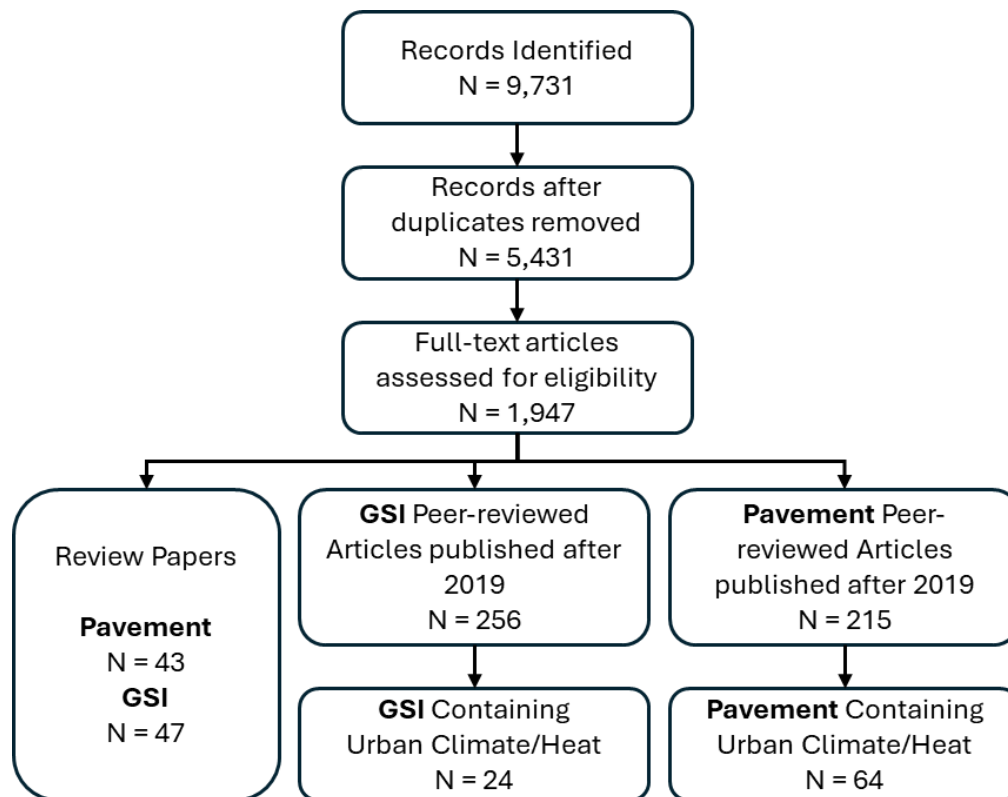 Records Identified
N = 9,731
Records after
duplicates removed
N = 5,431
Full-text articles
assessed for eligibility
N = 1,947
Review Papers
Pavement
N = 43
GSI
N = 47
GSI Peer-reviewed
Articles published after
2019
N = 256
Pavement Peer-
reviewed Articles
published after 2019
N = 215
GSI Containing
Urban Climate/Heat
N = 24
Pavement Containing
Urban Climate/Heat
N = 64